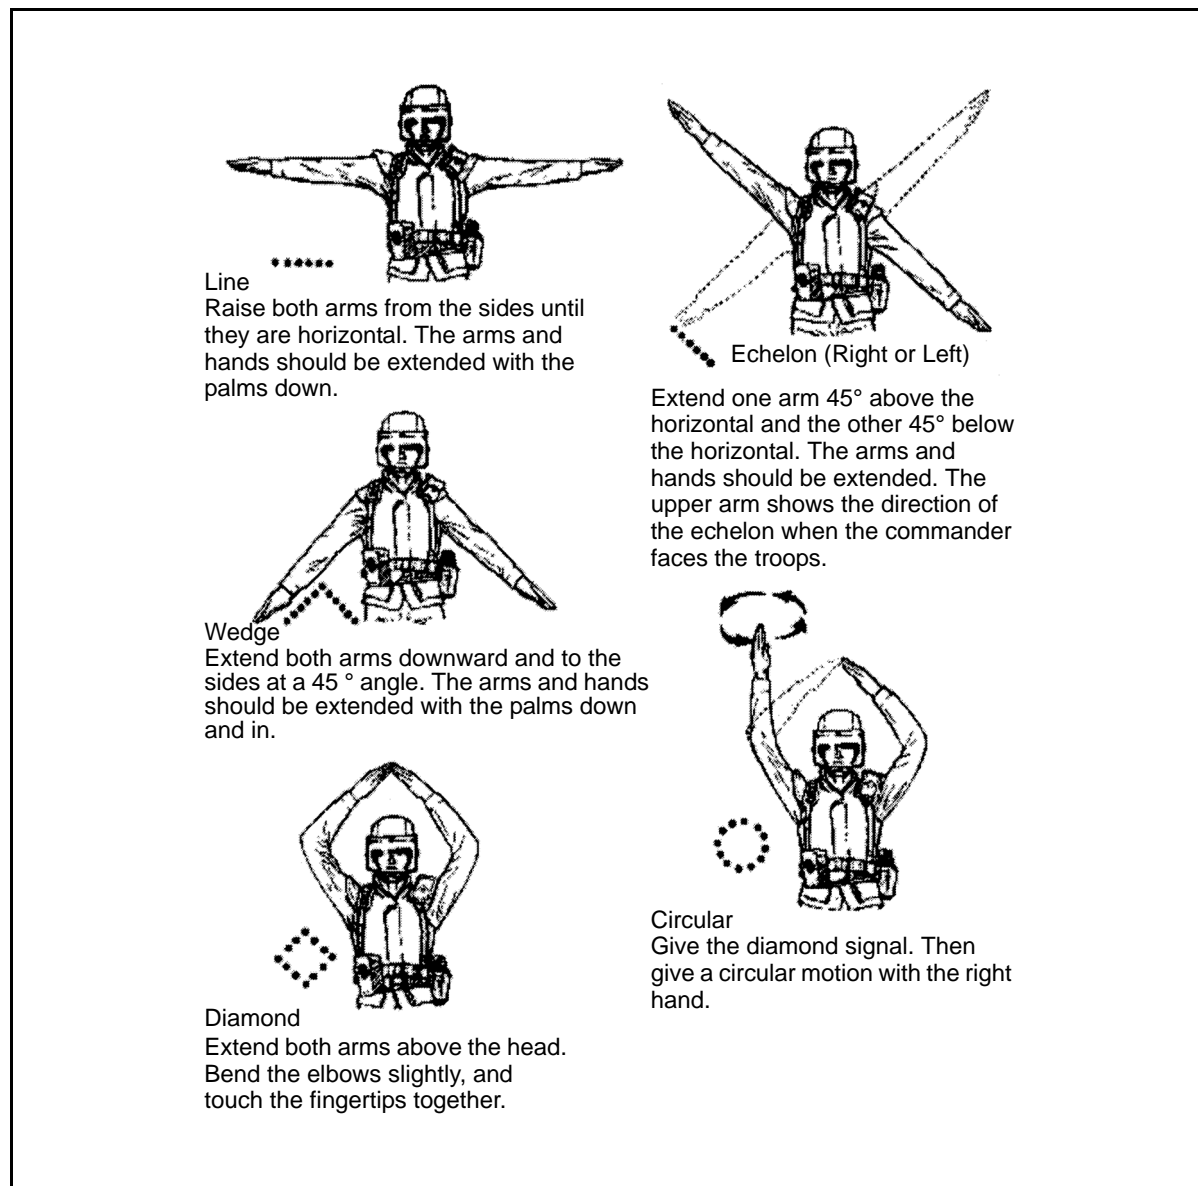 Line
Raise both arms from the sides until
they are horizontal. The arms and
hands should be extended with the
palms down.
Echelon (Right or Left)
Extend one arm 45° above the
horizontal and the other 45° below
the horizontal. The arms and
hands should be extended. The
upper arm shows the direction of
the echelon when the commander
faces the troops.
Wedge
Extend both arms downward and to the
sides at a 45 ° angle. The arms and hands
should be extended with the palms down
and in.
Circular
Give the diamond signal. Then
give a circular motion with the right
hand.
Diamond
Extend both arms above the head.
Bend the elbows slightly, and
touch the fingertips together.